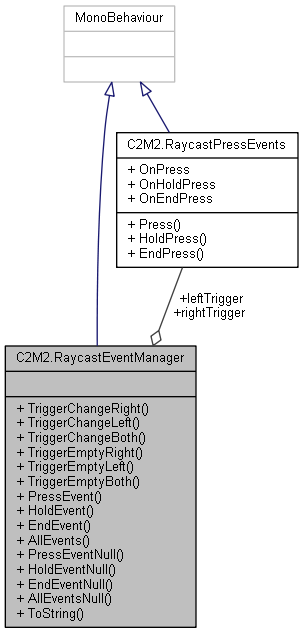 MonoBehaviour
C2M2.RaycastPressEvents
+ OnPress
+ OnHoldPress
+ OnEndPress
+ Press()
+ HoldPress()
+ EndPress()
+leftTrigger
+rightTrigger
C2M2.RaycastEventManager
+ TriggerChangeRight()
+ TriggerChangeLeft()
+ TriggerChangeBoth()
+ TriggerEmptyRight()
+ TriggerEmptyLeft()
+ TriggerEmptyBoth()
+ PressEvent()
+ HoldEvent()
+ EndEvent()
+ AllEvents()
+ PressEventNull()
+ HoldEventNull()
+ EndEventNull()
+ AllEventsNull()
+ ToString()